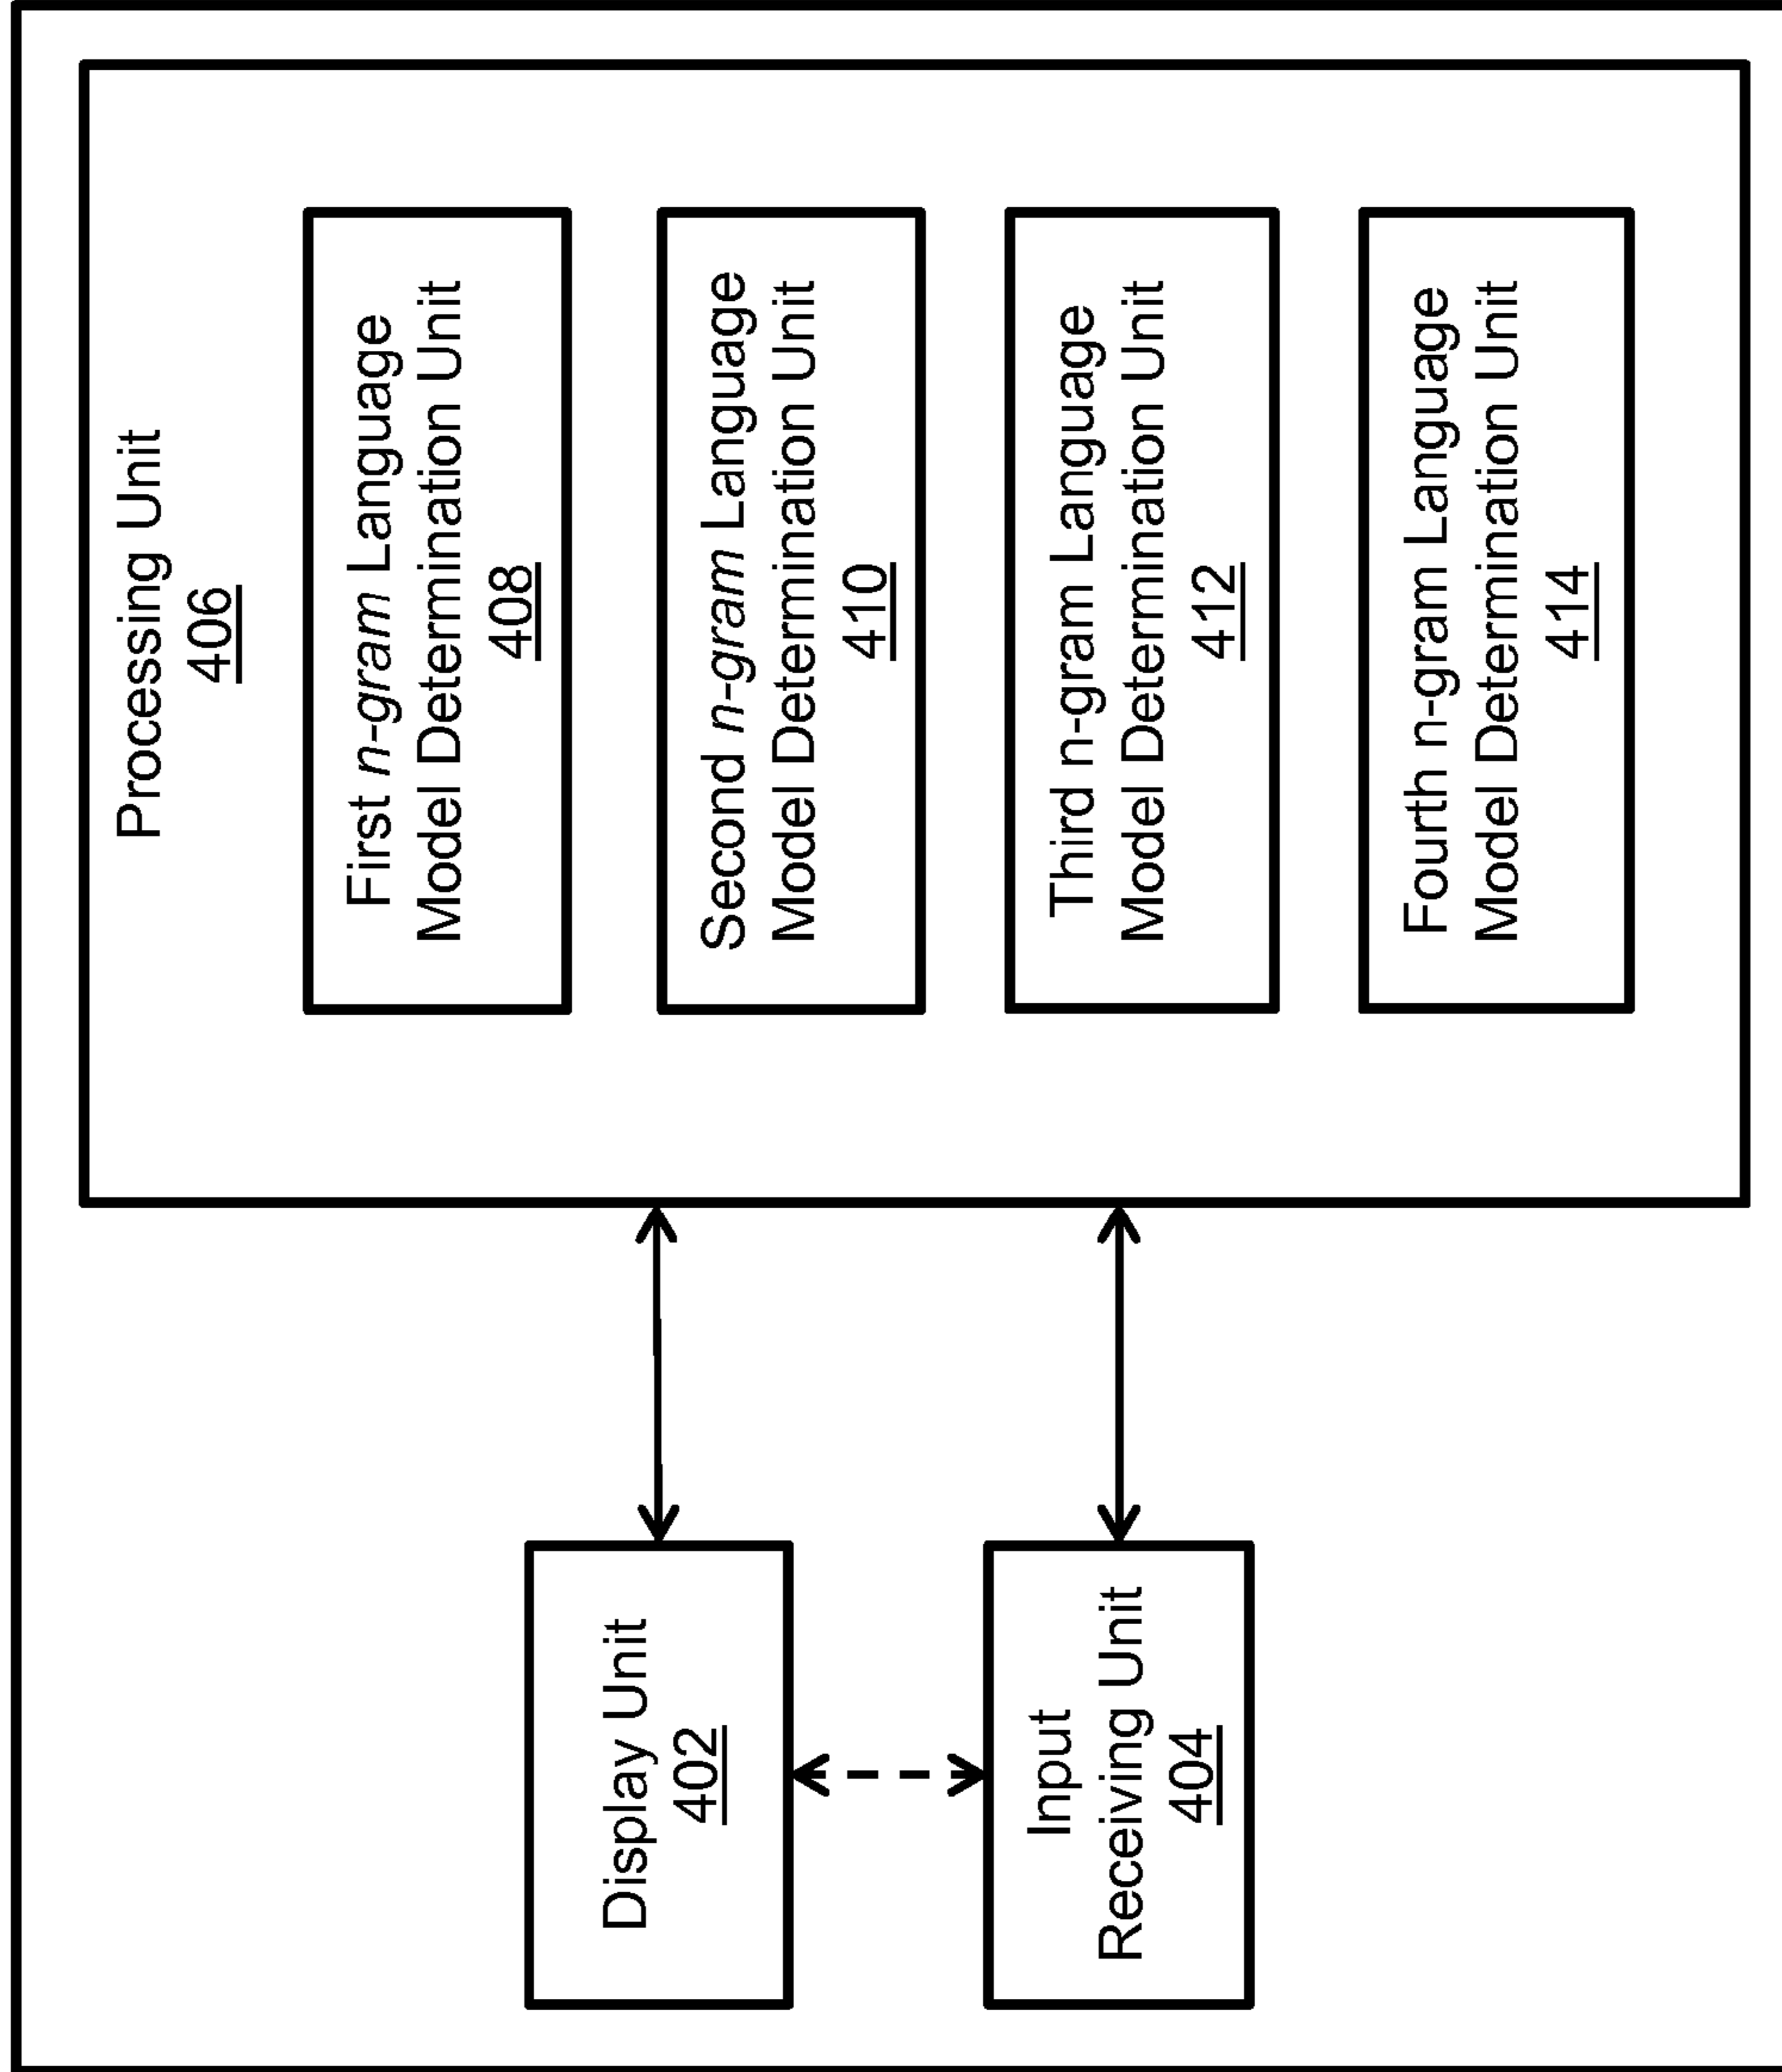 Processing Unit
406
First n-gram Language
Model Determination Unit
408
Second n-gram Language
Model Determination Unit
410
Third n-gram Language
Model Determination Unit
412
Fourth n-gram Language
Model Determination Unit
414
Display Unit
402
Input
Receiving Unit
404